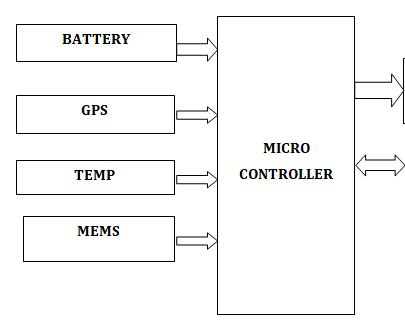 BATTERY
GPS
TEMP
MEMS
MICRO
CONTROLLER